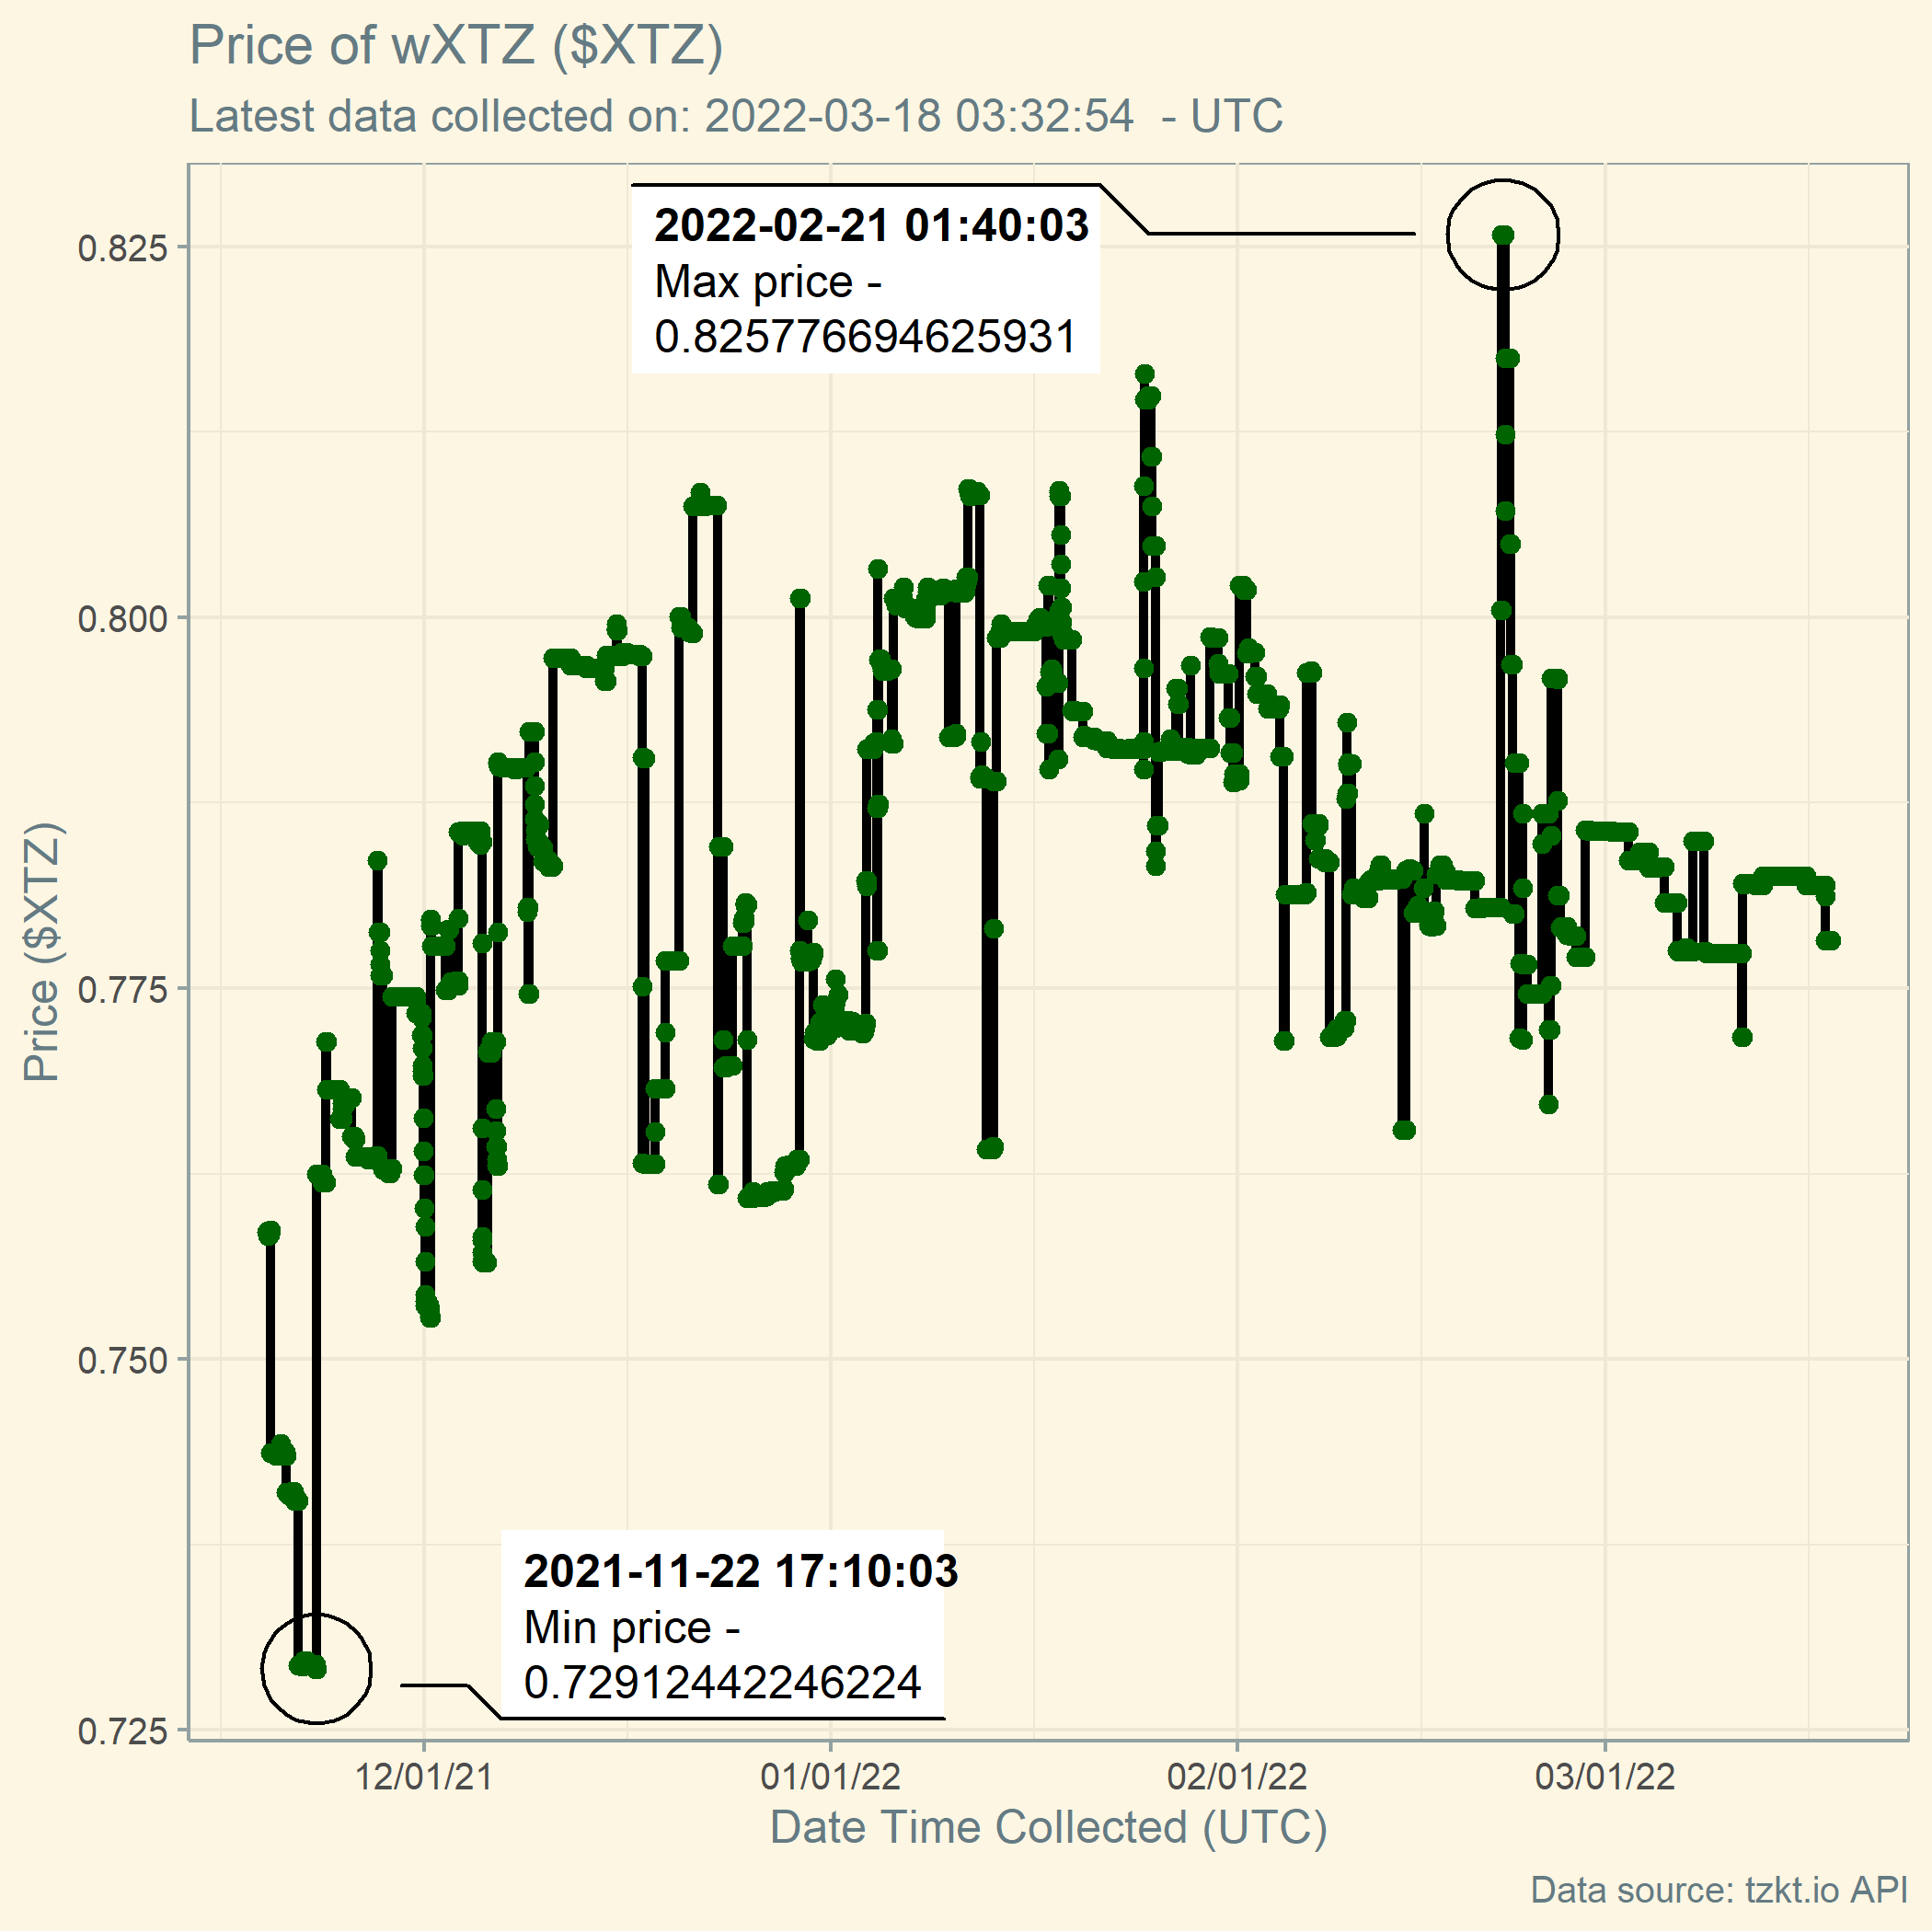 Price of wXTZ ($XTZ)
Latest data collected on: 2022-03-18 03:32:54  - UTC
2022-02-21 01:40:03
Max price -
0.825776694625931
0.825
0.800
0.775
0.750
0.725
Price ($XTZ)
2021-11-22 17:10:03
Min price -
0.72912442246224
12/01/21 01/01/22 02/01/22 03/01/22
Date Time Collected (UTC)
Data source: tzkt.io API